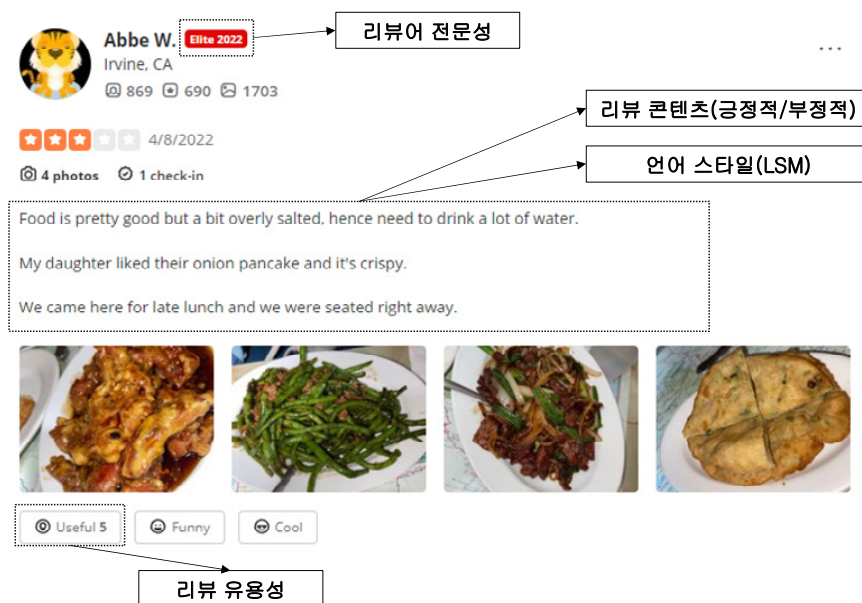 Abbe W. Elite 2022
리뷰어 전문성
Irvine, CA
869 690 1703
리뷰 콘텐츠(긍정적/부정적)
4/8/2022
언어 스타일(LSM)
4 photos 1 check-in
Food is pretty good but a bit overly salted, hence need to drink a lot of water.
My daughter liked their onion pancake and it's crispy.
We came here for late lunch and we were seated right away.
Useful 5 Funny Cool
리뷰 유용성